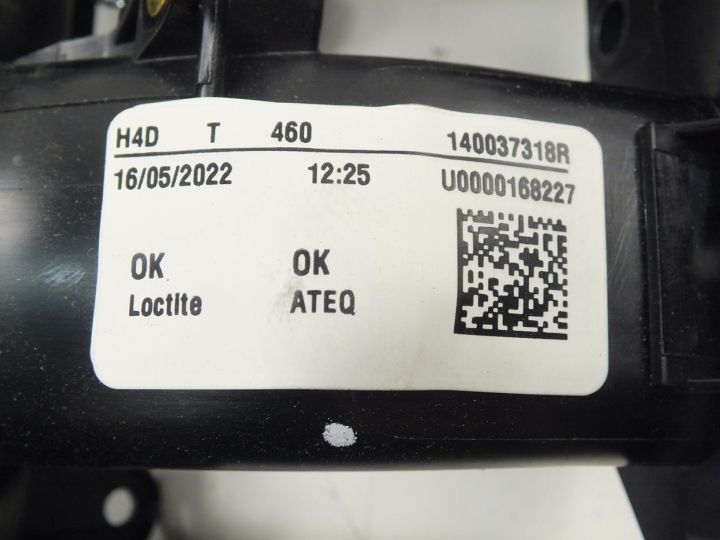 H4D T 460 140037318R
16/05/2022 12:25 U0000168227
OK OK
Loctite ATEQ